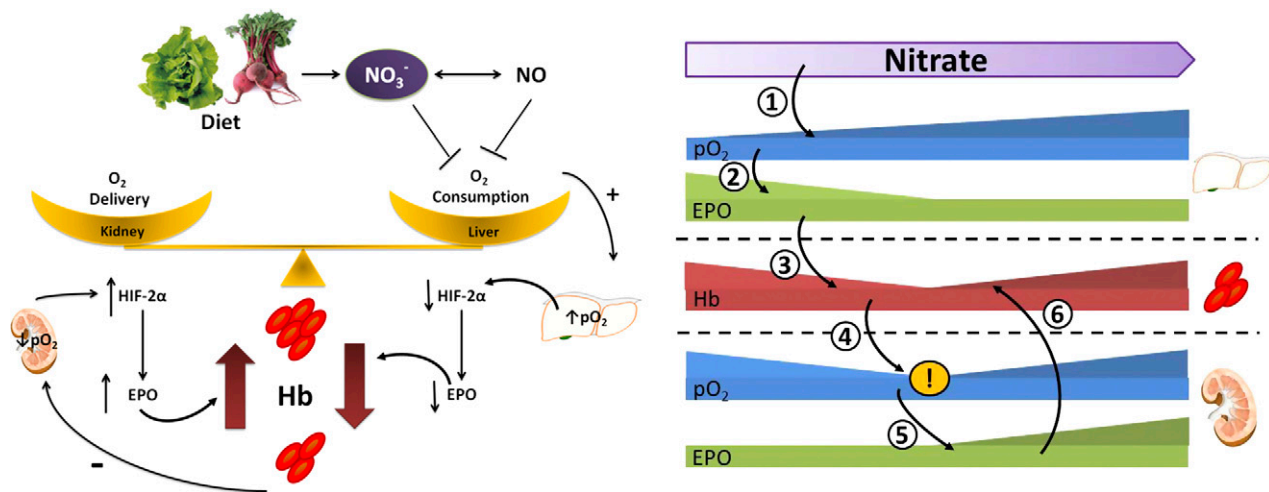 Diet
NO3-
NO
O2
Delivery
Kidney
O2
Consumption
Liver
+
↑ HIF-2α
↓ HIF-2α
↓pO2
↑pO2
↑ EPO
Hb
↓ EPO
-
Nitrate
1
pO2
2
EPO
3
Hb
4
6
!
pO2
5
EPO